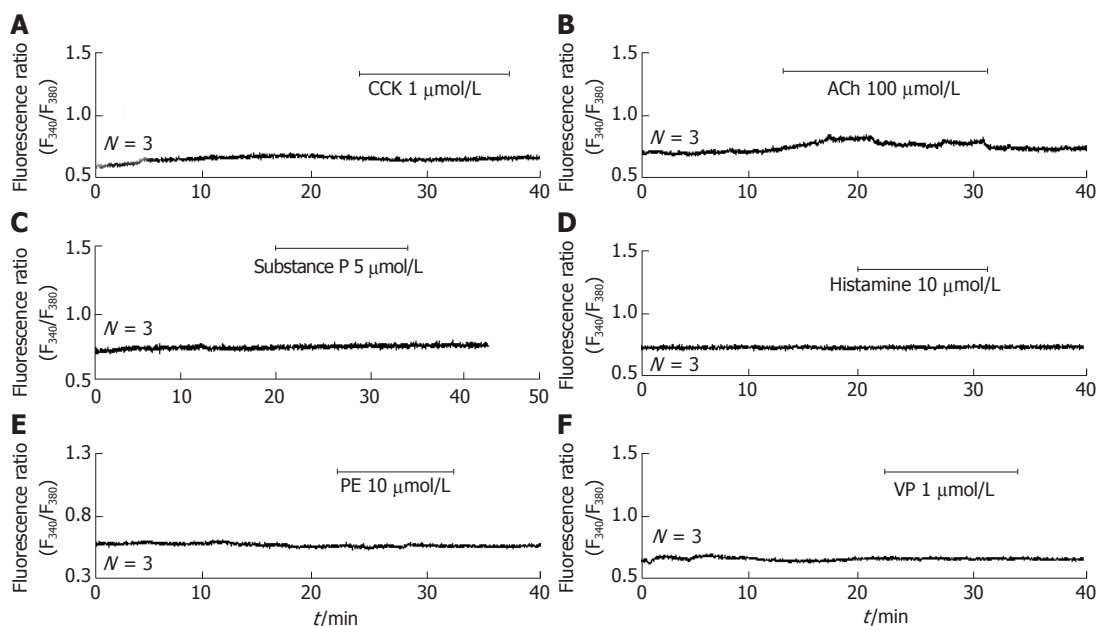 A
Fluorescence ratio
(F340/F380)
1.5
1.0
0.5
CCK 1 μmol/L
N = 3
0 10 20 30 40
B
Fluorescence ratio
(F340/F380)
1.5
1.0
0.5
ACh 100 μmol/L
N = 3
0 10 20 30 40
C
Fluorescence ratio
(F340/F380)
1.5
1.0
0.5
Substance P 5 μmol/L
N = 3
0 10 20 30 40 50
D
Fluorescence ratio
(F340/F380)
1.5
1.0
0.5
Histamine 10 μmol/L
N = 3
0 10 20 30 40
E
Fluorescence ratio
(F340/F380)
1.3
0.8
0.3
PE 10 μmol/L
N = 3
0 10 20 30 40
t/min
F
Fluorescence ratio
(F340/F380)
1.5
1.0
0.5
VP 1 μmol/L
N = 3
0 10 20 30 40
t/min